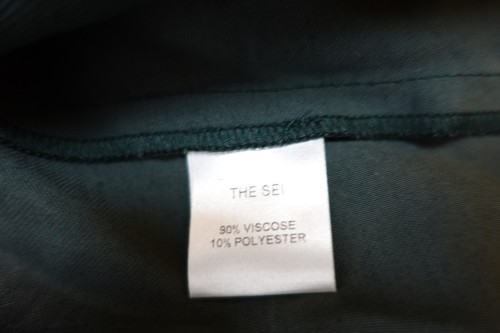 THE SEI
90% VISCOSE
10% POLYESTER